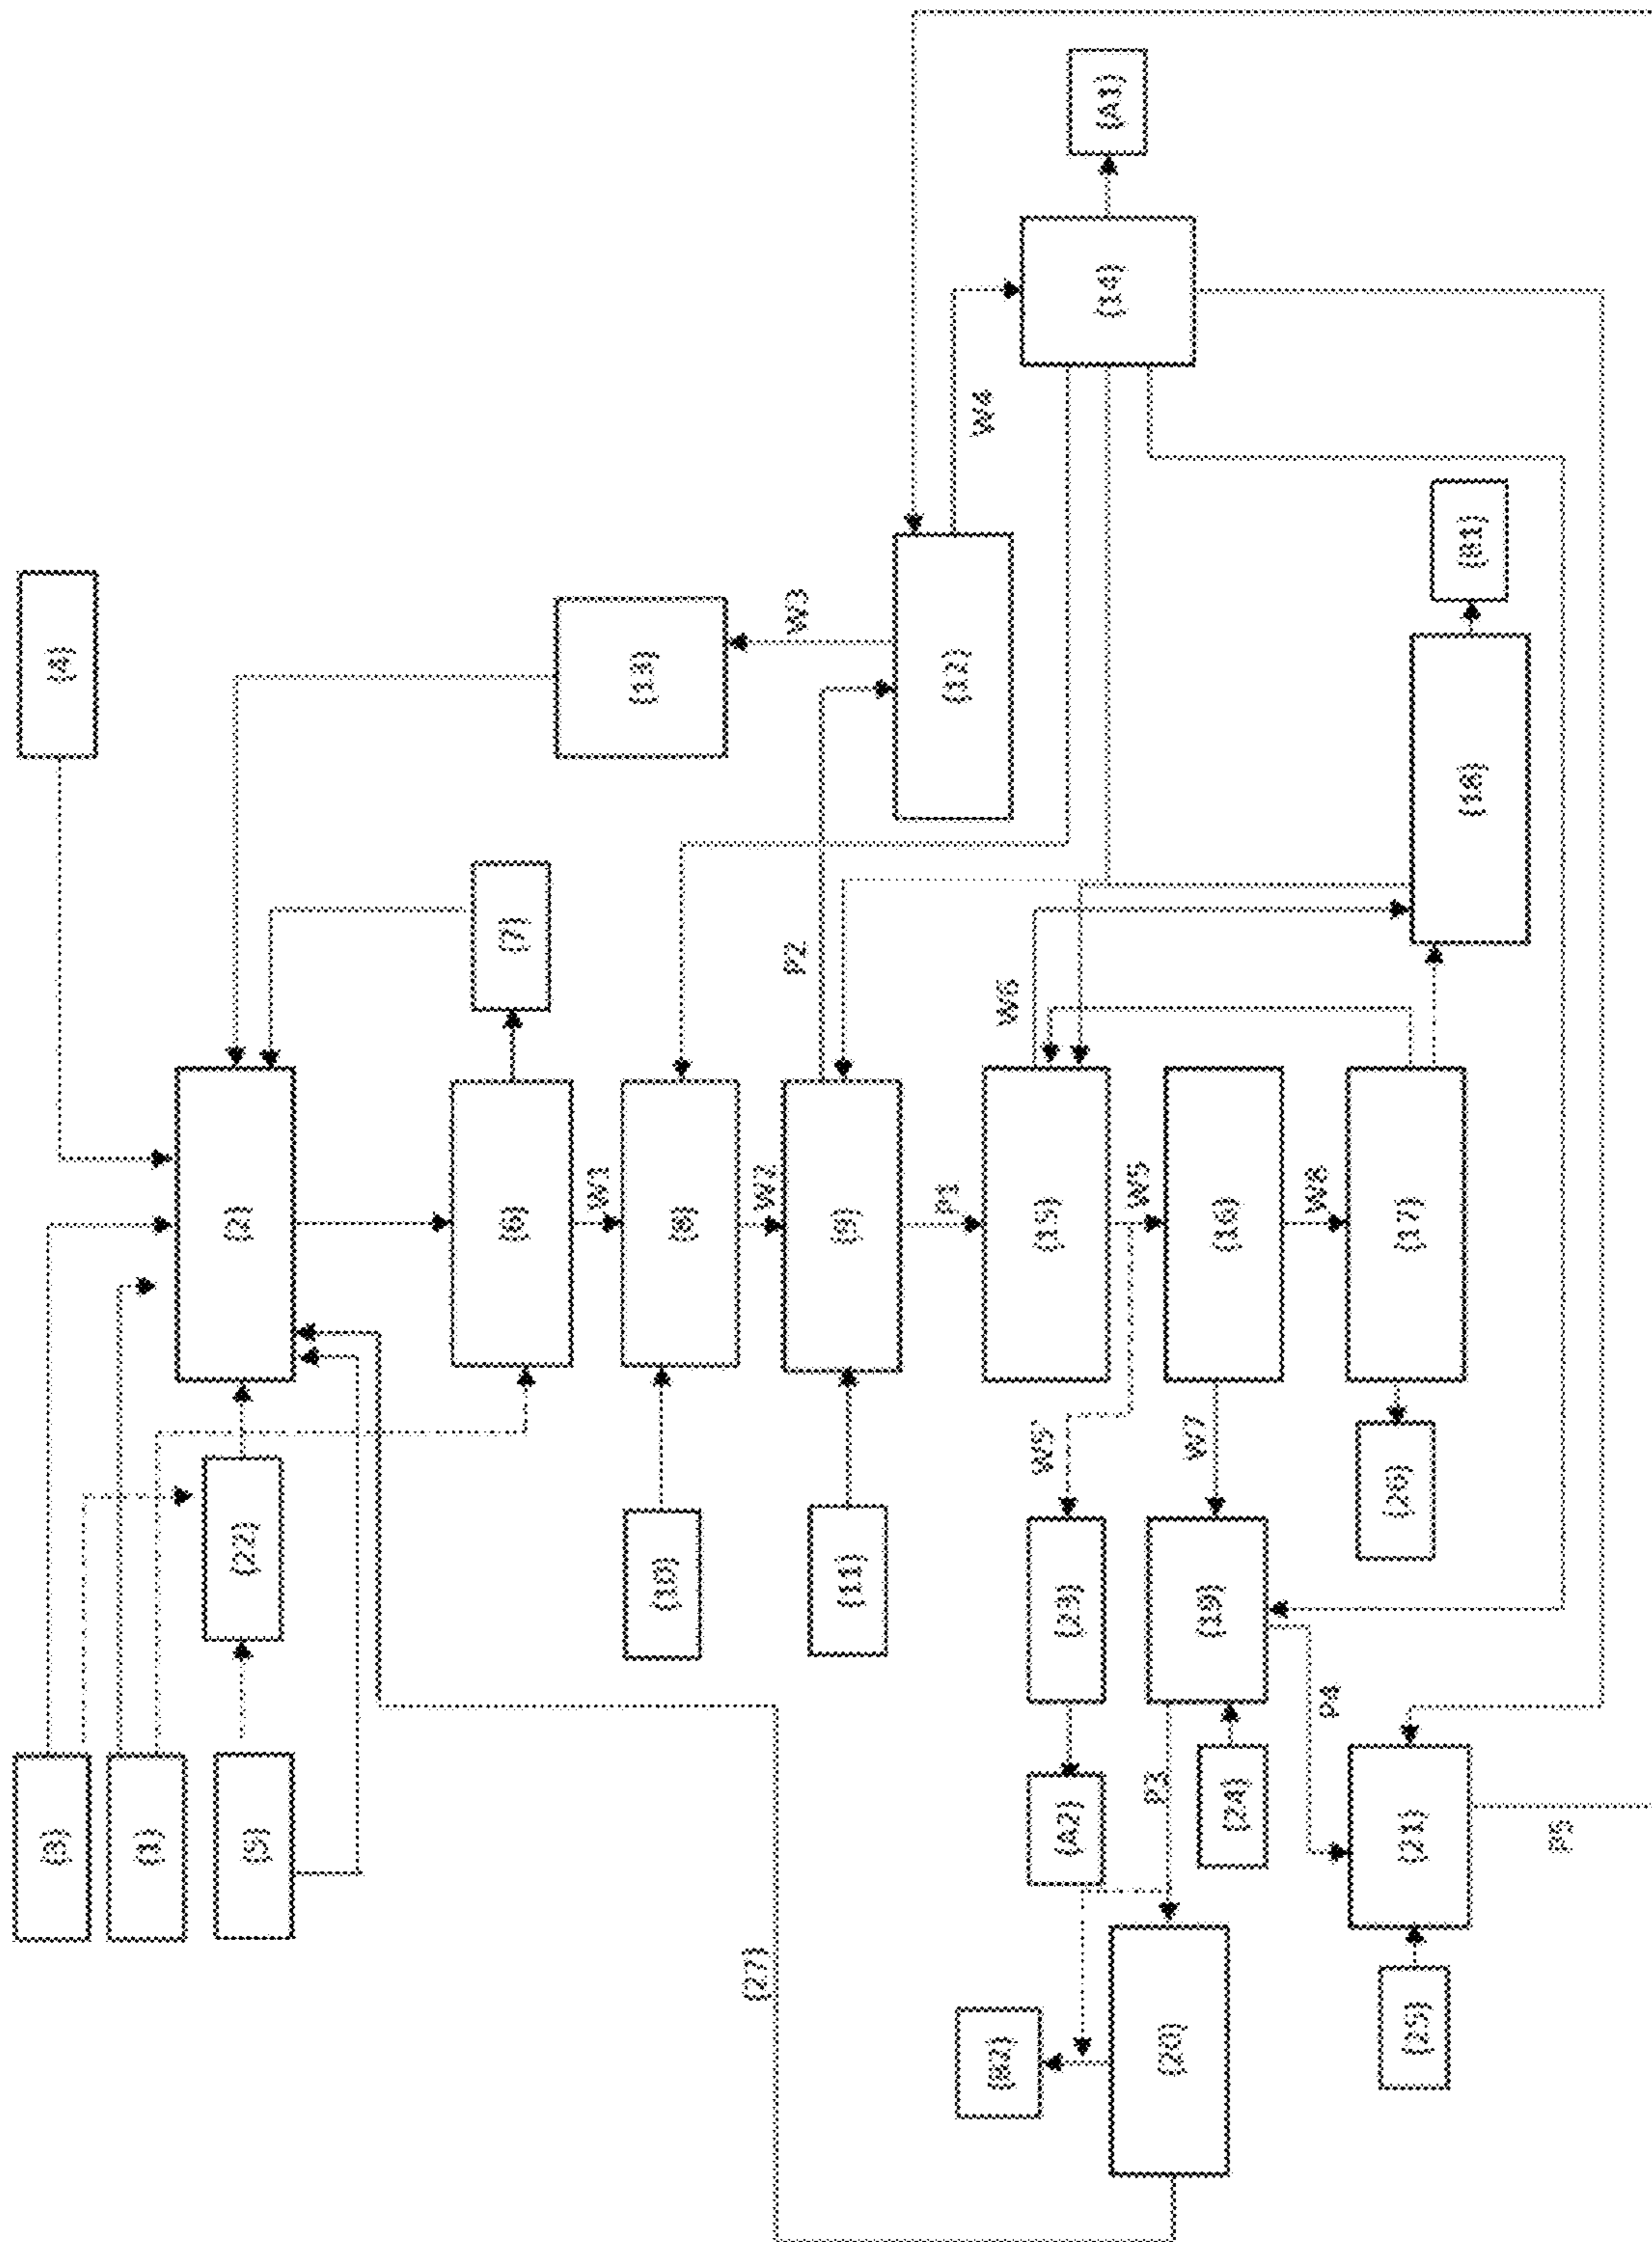 (3)
(4)
(1)
(5)
(22)
(2)
(6)
(7)
W1
(10)
(8)
(13)
(27)
W2
P2
W3
(11)
(9)
P1
(12)
W4
(B2)
W6
W5'
(A2)
(23)
(15)
(14)
(A1)
W5
P3
(20)
W7
(24)
(19)
(16)
W8
P4
(25)
(21)
(26)
(17)
(18)
(B1)
P5